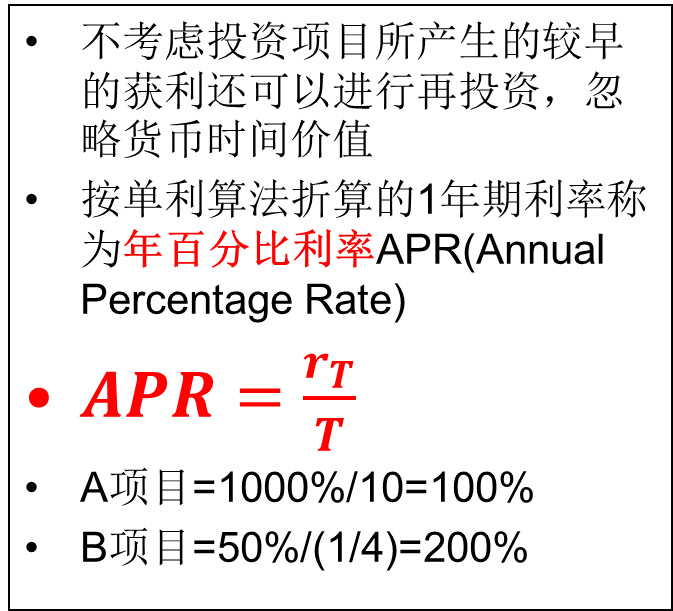 • 不考虑投资项目所产生的较早
的获利还可以进行再投资，忽
略货币时间价值
• 按单利算法折算的1年期利率称
为年百分比利率APR(Annual
Percentage Rate)
• APR = r_T / T
• A项目=1000%/10=100%
• B项目=50%/(1/4)=200%